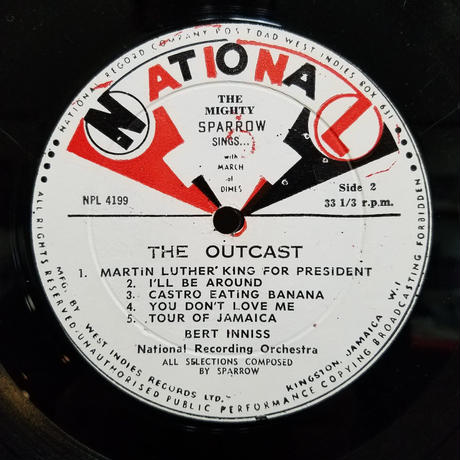 NATIONAL RECORD COMPANY POST DAD WEST INDIES BOX 631
NATIONAL
THE
MIGHTY
SPARROW
SINGS...
with
MARCH
of
DIMES
NPL 4199
Side 2
33 1/3 r.p.m.
THE OUTCAST
1. MARTIN LUTHER KING FOR PRESIDENT
2. I'LL BE AROUND
3. CASTRO EATING BANANA
4. YOU DON'T LOVE ME
5. TOUR OF JAMAICA
BERT INNISS
National Recording Orchestra
ALL SELECTIONS COMPOSED
BY SPARROW
MFG. BY WEST INDIES RECORDS LTD. KINGSTON, JAMAICA W.I
ALL RIGHTS RESERVED-UNAUTHORISED PUBLIC PERFORMANCE COPYING BROADCASTING FORBIDDEN